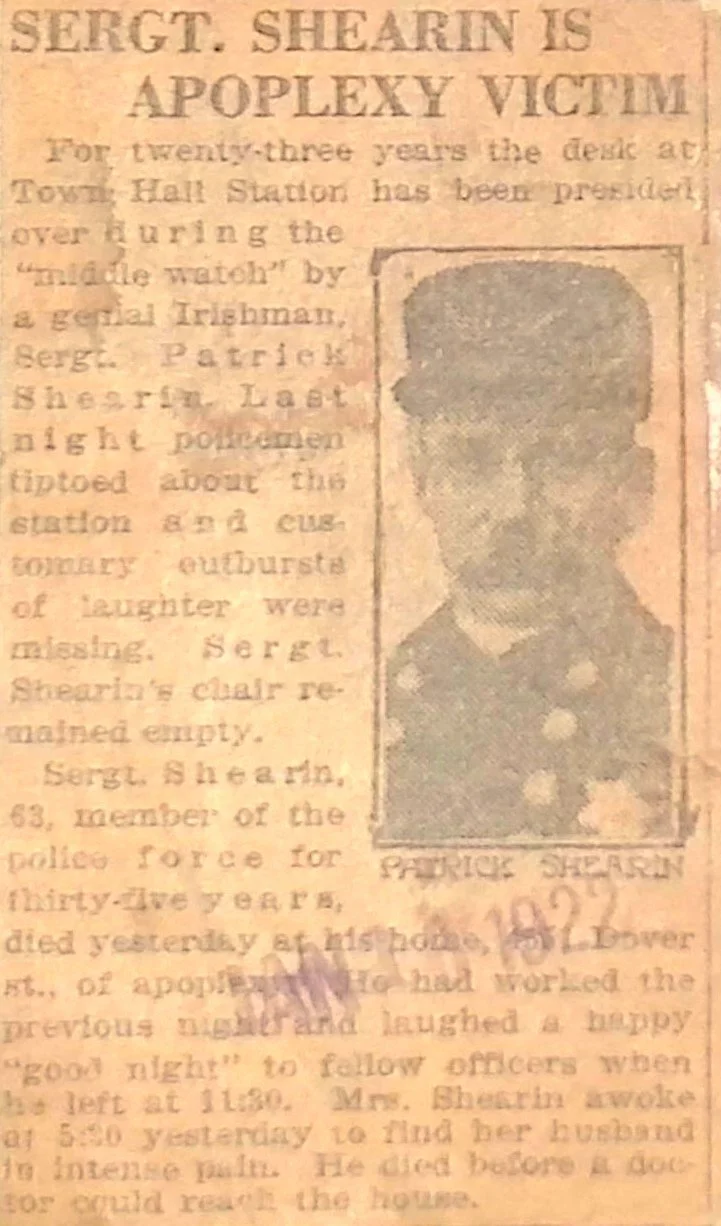 SERGT. SHEARIN IS
APOPLEXY VICTIM
For twenty-three years the desk at
Town Hall Station has been presided
over during the
"middle watch" by
a genial Irishman,
Sergt. Patrick
Shearin. Last
night policemen
tiptoed about the
station and cus-
tomary outbursts
of laughter were
missing. Sergt.
Shearin's chair re-
mained empty.
Sergt. Shearin,
63, member of the
police force for
thirty-five years,
died yesterday at his home, Dover
st., of apoplexy. He had worked the
previous night and laughed a happy
"good night" to fellow officers when
he left at 11:30. Mrs. Shearin awoke
at 5:20 yesterday to find her husband
in intense pain. He died before a doc-
tor could reach the house.
PATRICK SHEARIN
JAN 1922